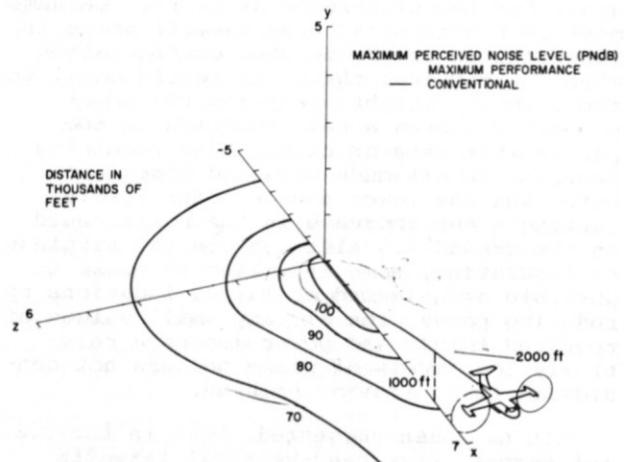 y
5
MAXIMUM PERCEIVED NOISE LEVEL (PNdB)
MAXIMUM PERFORMANCE
CONVENTIONAL
-5
DISTANCE IN
THOUSANDS OF
FEET
6
z
100
90
80
70
1000 ft
2000 ft
7
x